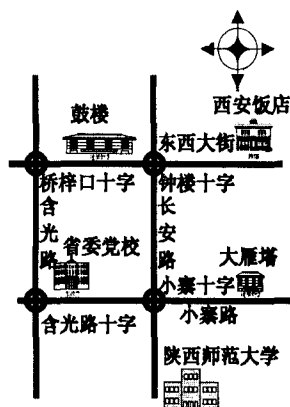 西安饭店
鼓楼
东西大街
桥梓口十字
钟楼十字
含光路
长安路
省委党校
大雁塔
小寨十字
含光路十字
小寨路
陕西师范大学